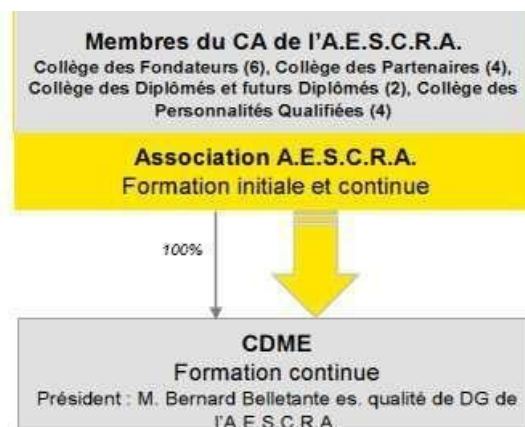 Membres du CA de l'A.E.S.C.R.A.
Collège des Fondateurs (6), Collège des Partenaires (4),
Collège des Diplômés et futurs Diplômés (2), Collège des
Personnalités Qualifiées (4)
Association A.E.S.C.R.A.
Formation initiale et continue
100%
CDME
Formation continue
Président : M. Bernard Belletante es. qualité de DG de
l'A.E.S.C.R.A.